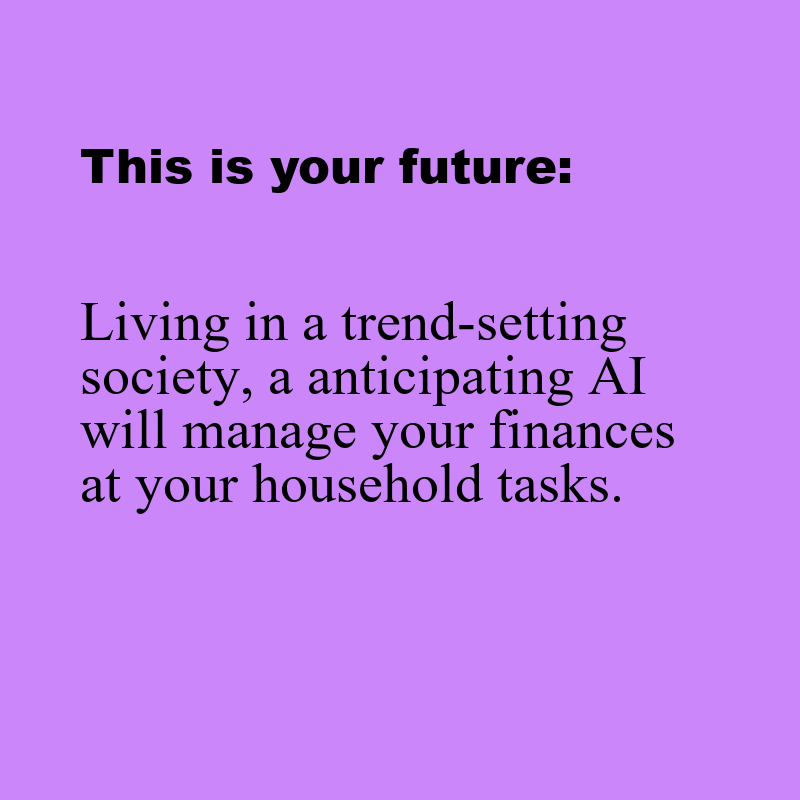 This is your future:
Living in a trend-setting
society, a anticipating AI
will manage your finances
at your household tasks.